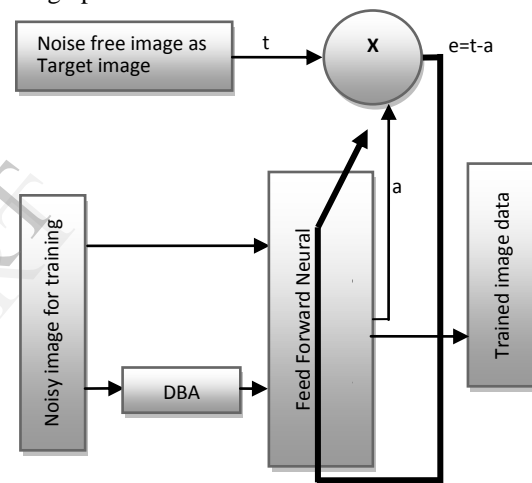 Noise free image as
Target image
t
X
e=t-a
a
Noisy image for training
DBA
Feed Forward Neural
Trained image data